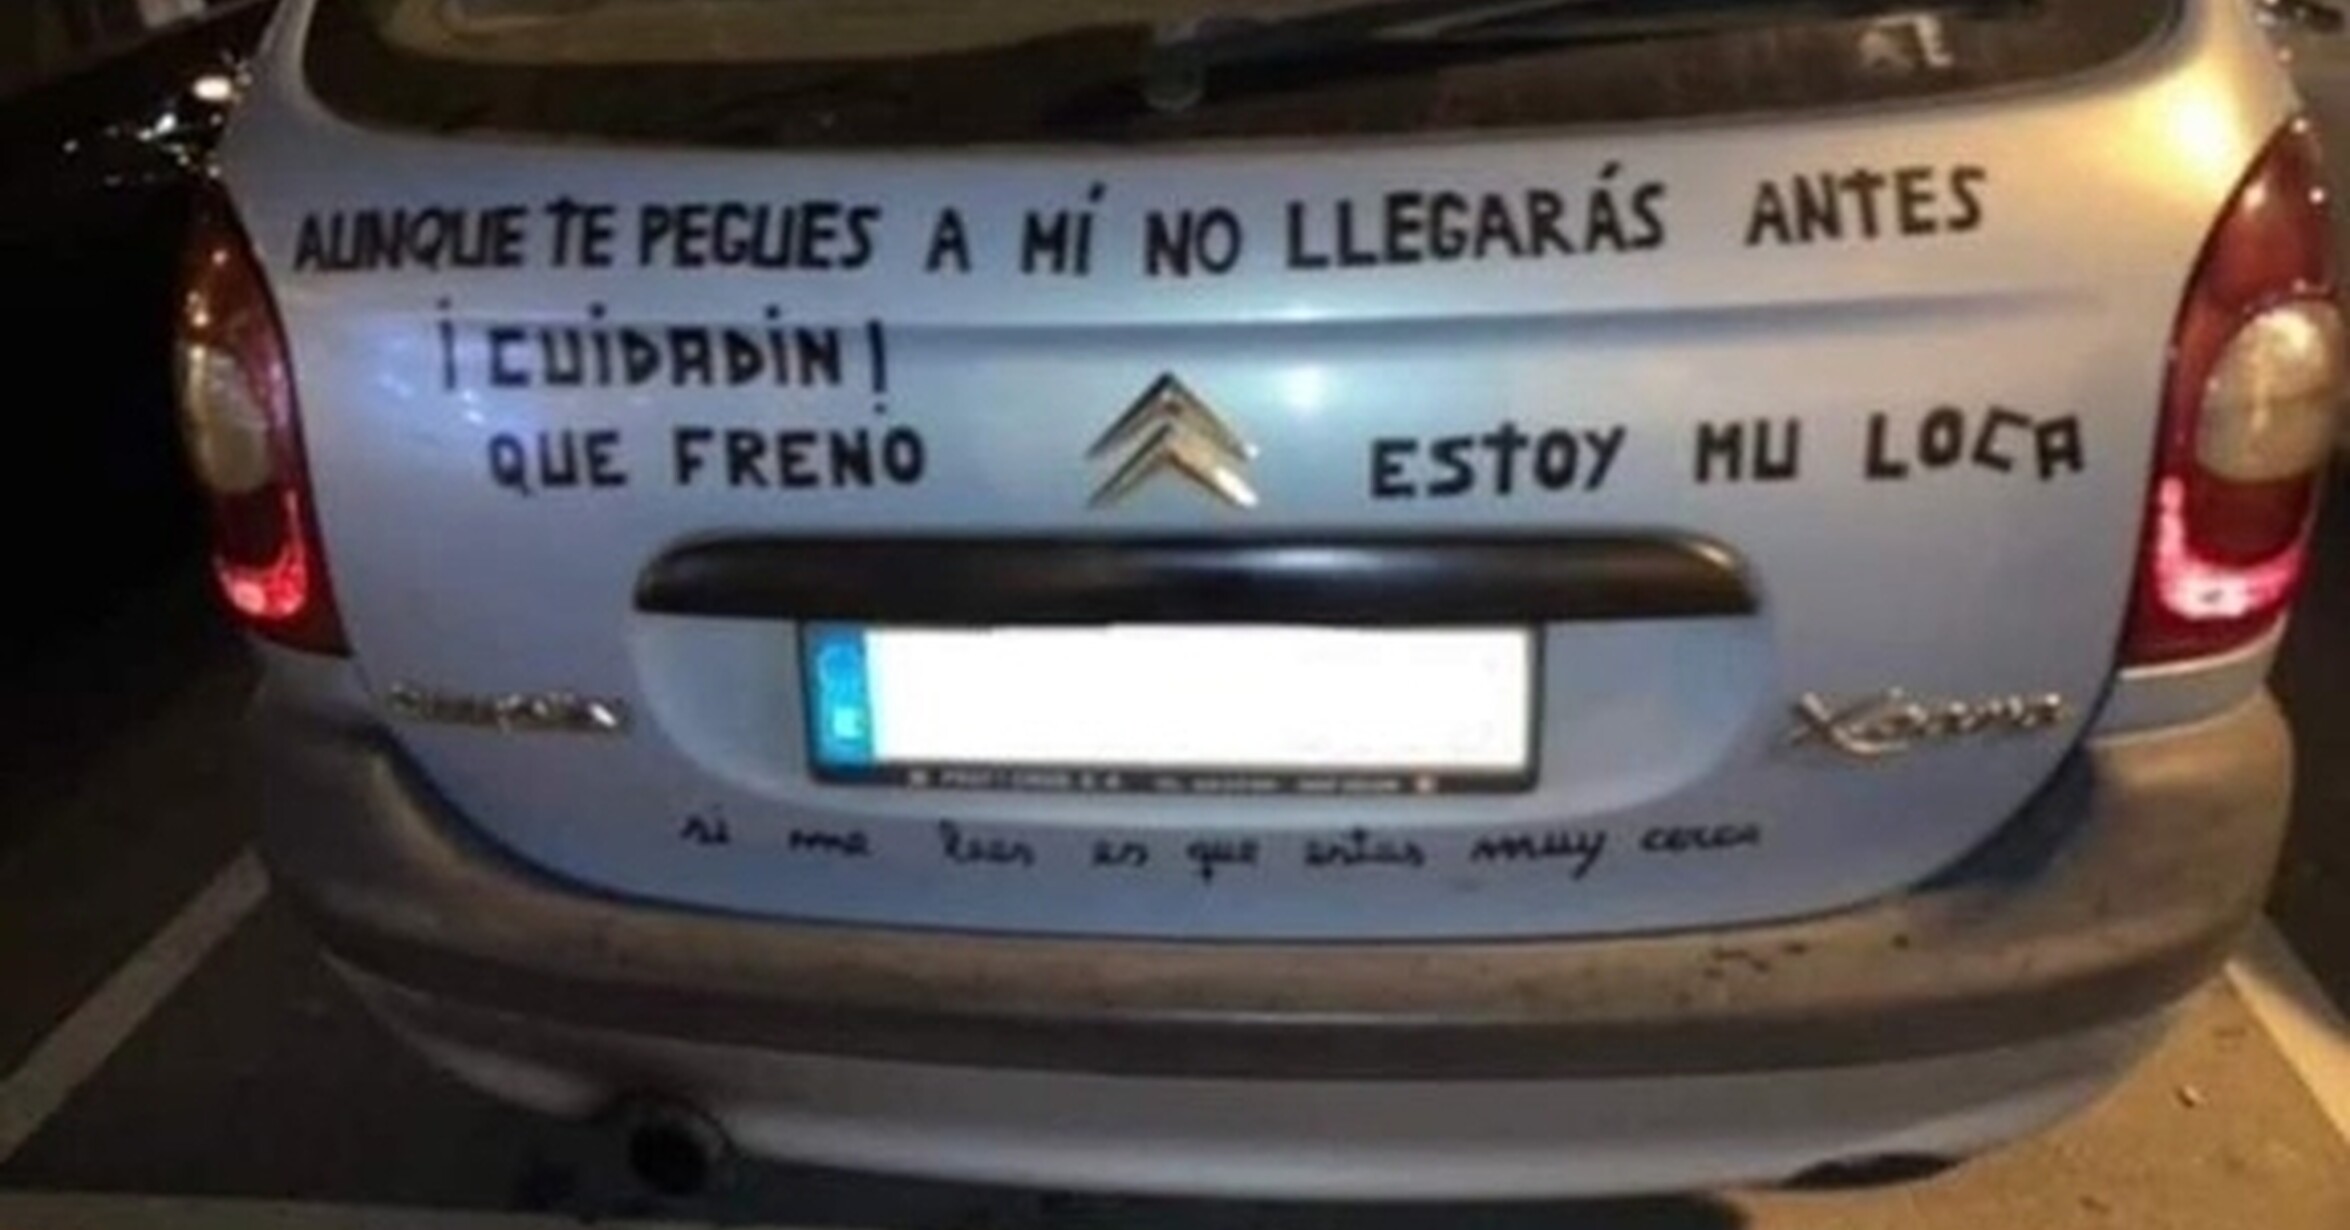 AUNQUE TE PEGUES A MÍ NO LLEGARÁS ANTES
¡CUIDADIN!
QUE FRENO
ESTOY MU LOCA
E
Xsara
si me lees es que estas muy cerca